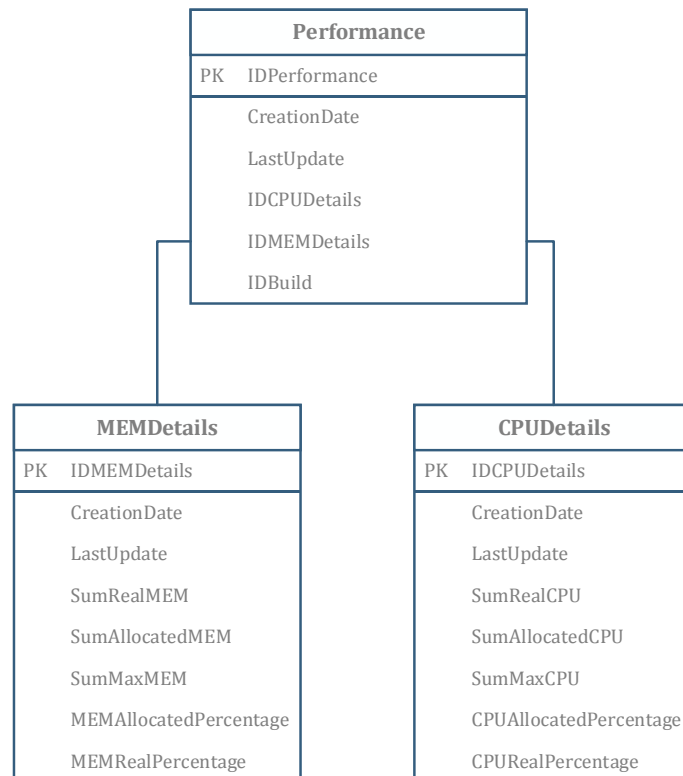 Performance
PK IDPerformance
CreationDate
LastUpdate
IDCPUDetails
IDMEMDetails
IDBuild
MEMDetails
PK IDMEMDetails
CreationDate
LastUpdate
SumRealMEM
SumAllocatedMEM
SumMaxMEM
MEMAllocatedPercentage
MEMRealPercentage
CPUDetails
PK IDCPUDetails
CreationDate
LastUpdate
SumRealCPU
SumAllocatedCPU
SumMaxCPU
CPUAllocatedPercentage
CPURealPercentage